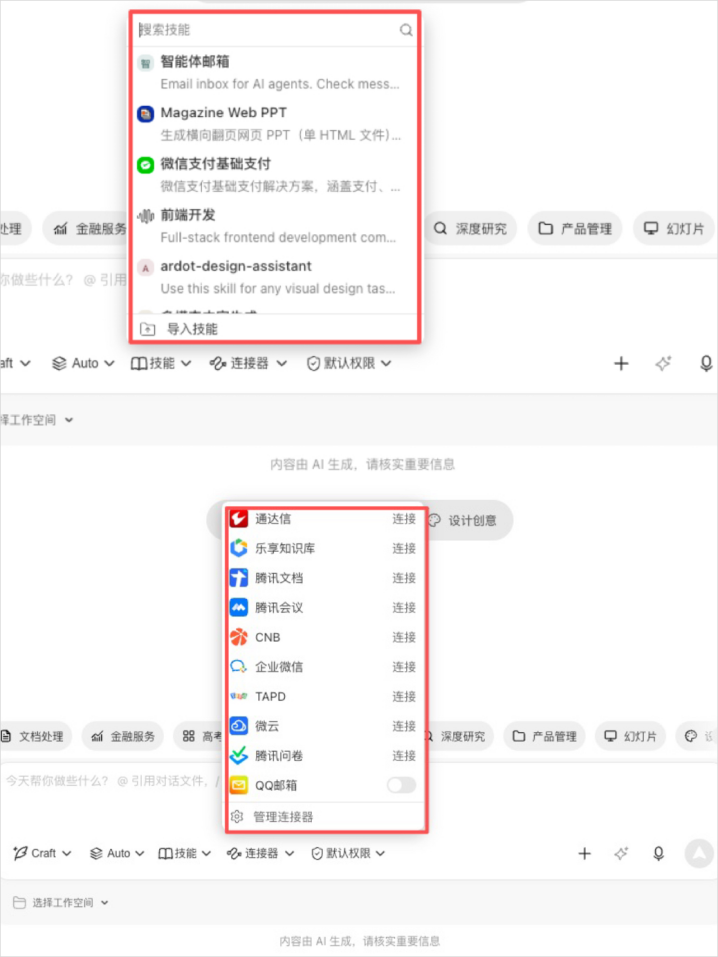 搜索技能
智能体邮箱
Email inbox for AI agents. Check mess...
Magazine Web PPT
生成横向翻页网页 PPT（单 HTML 文件）...
微信支付基础支付
微信支付基础支付解决方案，涵盖支付、...
前端开发
Full-stack frontend development com...
ardot-design-assistant
Use this skill for any visual design tas...
导入技能
处理 金融服务 深度研究 产品管理 幻灯片
你做些什么？ @ 引用
aft Auto 技能 连接器 默认权限
择工作空间
内容由 AI 生成，请核实重要信息
设计创意
通达信 连接
乐享知识库 连接
腾讯文档 连接
腾讯会议 连接
CNB 连接
企业微信 连接
TAPD 连接
微云 连接
腾讯问卷 连接
QQ邮箱
管理连接器
文档处理 金融服务 高考 深度研究 产品管理 幻灯片
今天帮你做些什么？ @ 引用对话文件，/
Craft Auto 技能 连接器 默认权限
选择工作空间
内容由 AI 生成，请核实重要信息